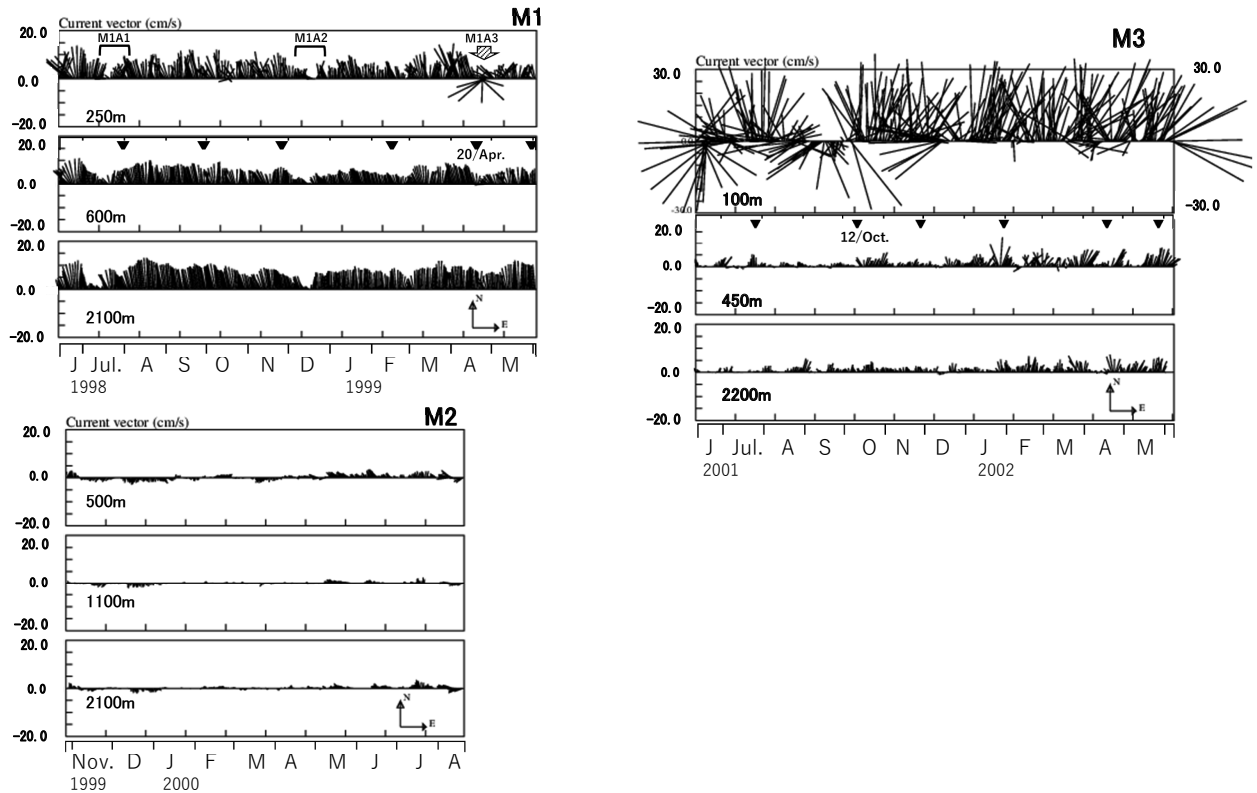 M1
Current vector (cm/s)
20.0
M1A1
M1A2
M1A3
0.0
-20.0
250m
20.0
20/Apr.
0.0
-20.0
600m
20.0
0.0
-20.0
2100m
N
E
J Jul. A S O N D J F M A M
1998 1999
M2
Current vector (cm/s)
20.0
0.0
-20.0
500m
20.0
0.0
-20.0
1100m
20.0
0.0
-20.0
2100m
N
E
Nov. D J F M A M J J A
1999 2000
M3
Current vector (cm/s)
30.0
30.0
0.0
-30.0
-30.0
100m
20.0
12/Oct.
0.0
-20.0
450m
20.0
0.0
-20.0
2200m
N
E
J Jul. A S O N D J F M A M
2001 2002